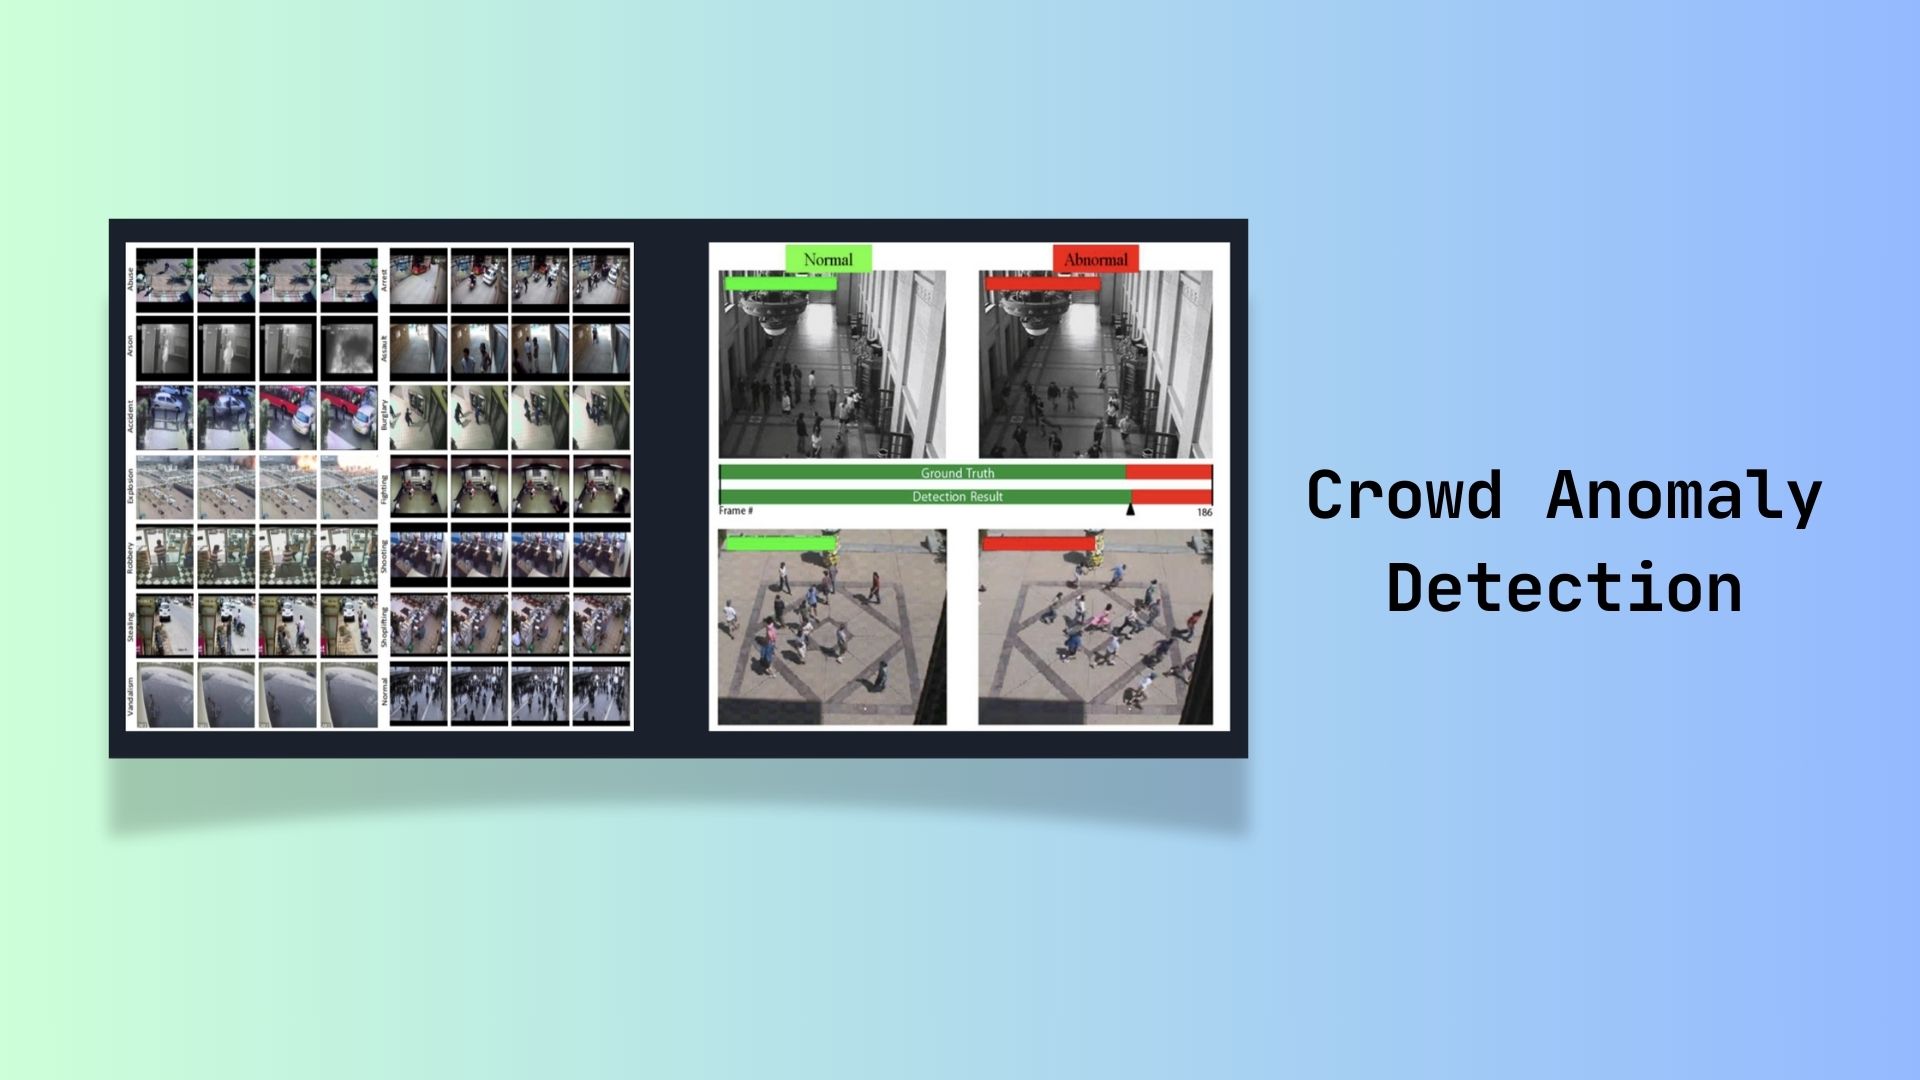 Abuse
Arrest
Arson
Assault
Accident
Burglary
Explosion
Fighting
Robbery
Shooting
Stealing
Shoplifting
Vandalism
Normal
Normal
Abnormal
Ground Truth
Detection Result
Frame #
186
Crowd Anomaly
Detection